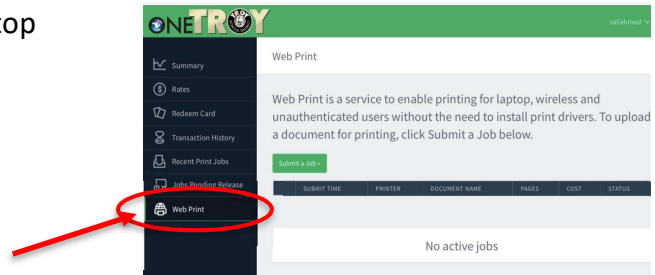 top
ONETROY
saliahmed
Summary
Rates
Redeem Card
Transaction History
Recent Print Jobs
Jobs Pending Release
Web Print
Web Print
Web Print is a service to enable printing for laptop, wireless and
unauthenticated users without the need to install print drivers. To upload
a document for printing, click Submit a Job below.
Submit a Job »
SUBMIT TIME PRINTER DOCUMENT NAME PAGES COST STATUS
No active jobs